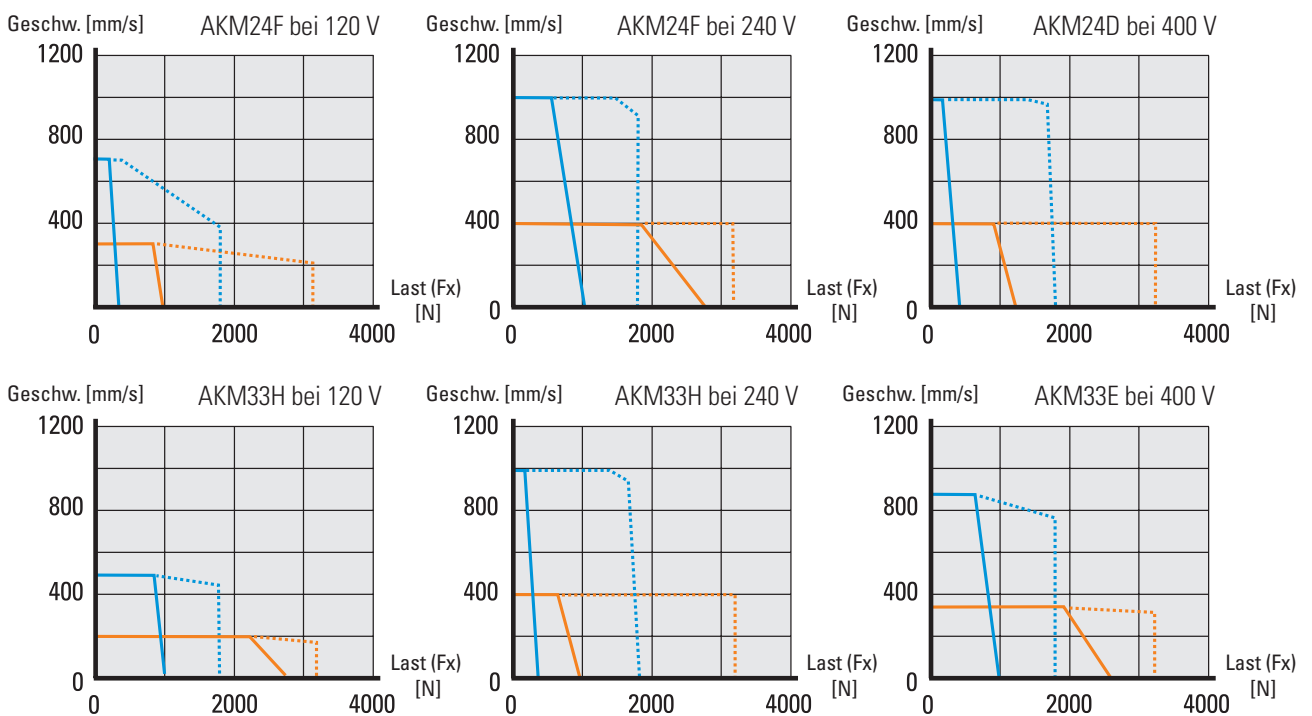 Geschw. [mm/s] AKM24F bei 120 V
1200
800
400
0
0 2000 4000
Last (Fx)
[N]
Geschw. [mm/s] AKM24F bei 240 V
1200
800
400
0
0 2000 4000
Last (Fx)
[N]
Geschw. [mm/s] AKM24D bei 400 V
1200
800
400
0
0 2000 4000
Last (Fx)
[N]
Geschw. [mm/s] AKM33H bei 120 V
1200
800
400
0
0 2000 4000
Last (Fx)
[N]
Geschw. [mm/s] AKM33H bei 240 V
1200
800
400
0
0 2000 4000
Last (Fx)
[N]
Geschw. [mm/s] AKM33E bei 400 V
1200
800
400
0
0 2000 4000
Last (Fx)
[N]